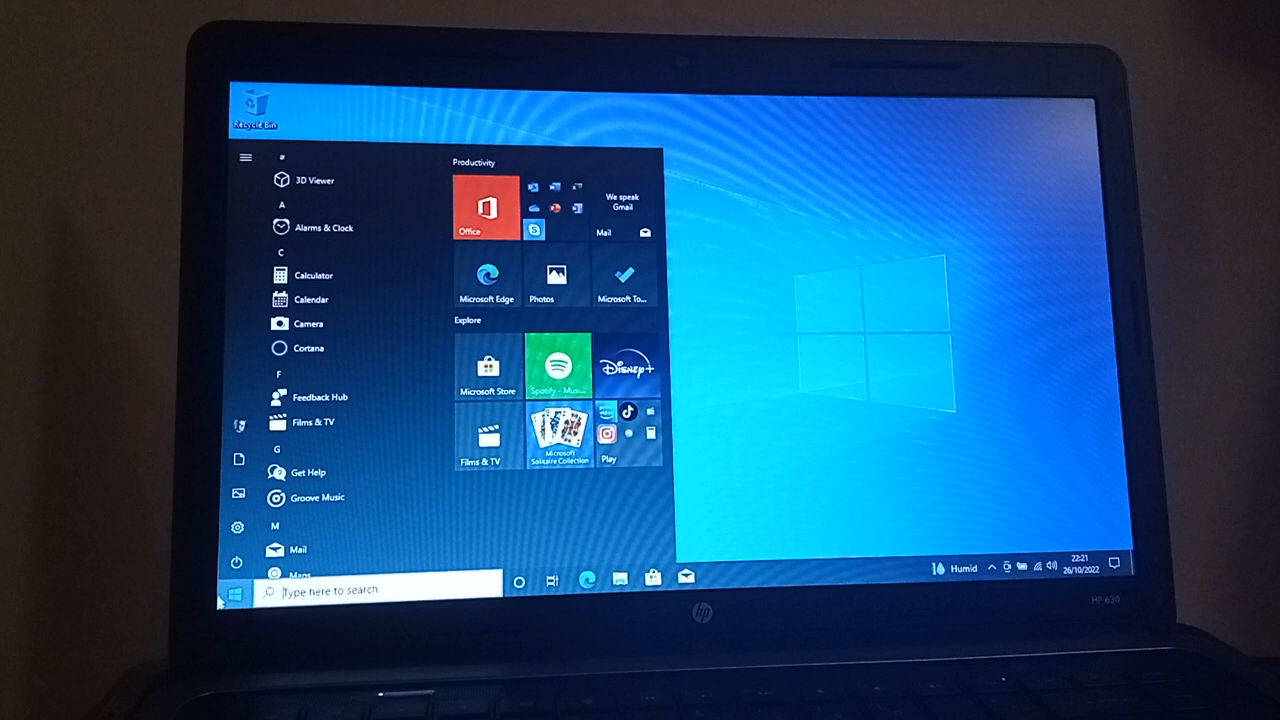 Recycle Bin
#
3D Viewer
A
Alarms & Clock
C
Calculator
Calendar
Camera
Cortana
F
Feedback Hub
Films & TV
G
Get Help
Groove Music
M
Mail
Maps
Productivity
Office
We speak
Gmail
Mail
Microsoft Edge
Photos
Microsoft To...
Explore
Microsoft Store
Spotify - Musi...
Disney+
Films & TV
Microsoft
Solitaire Collection
Play
Type here to search
Humid
22:21
26/10/2022
hp
HP 630